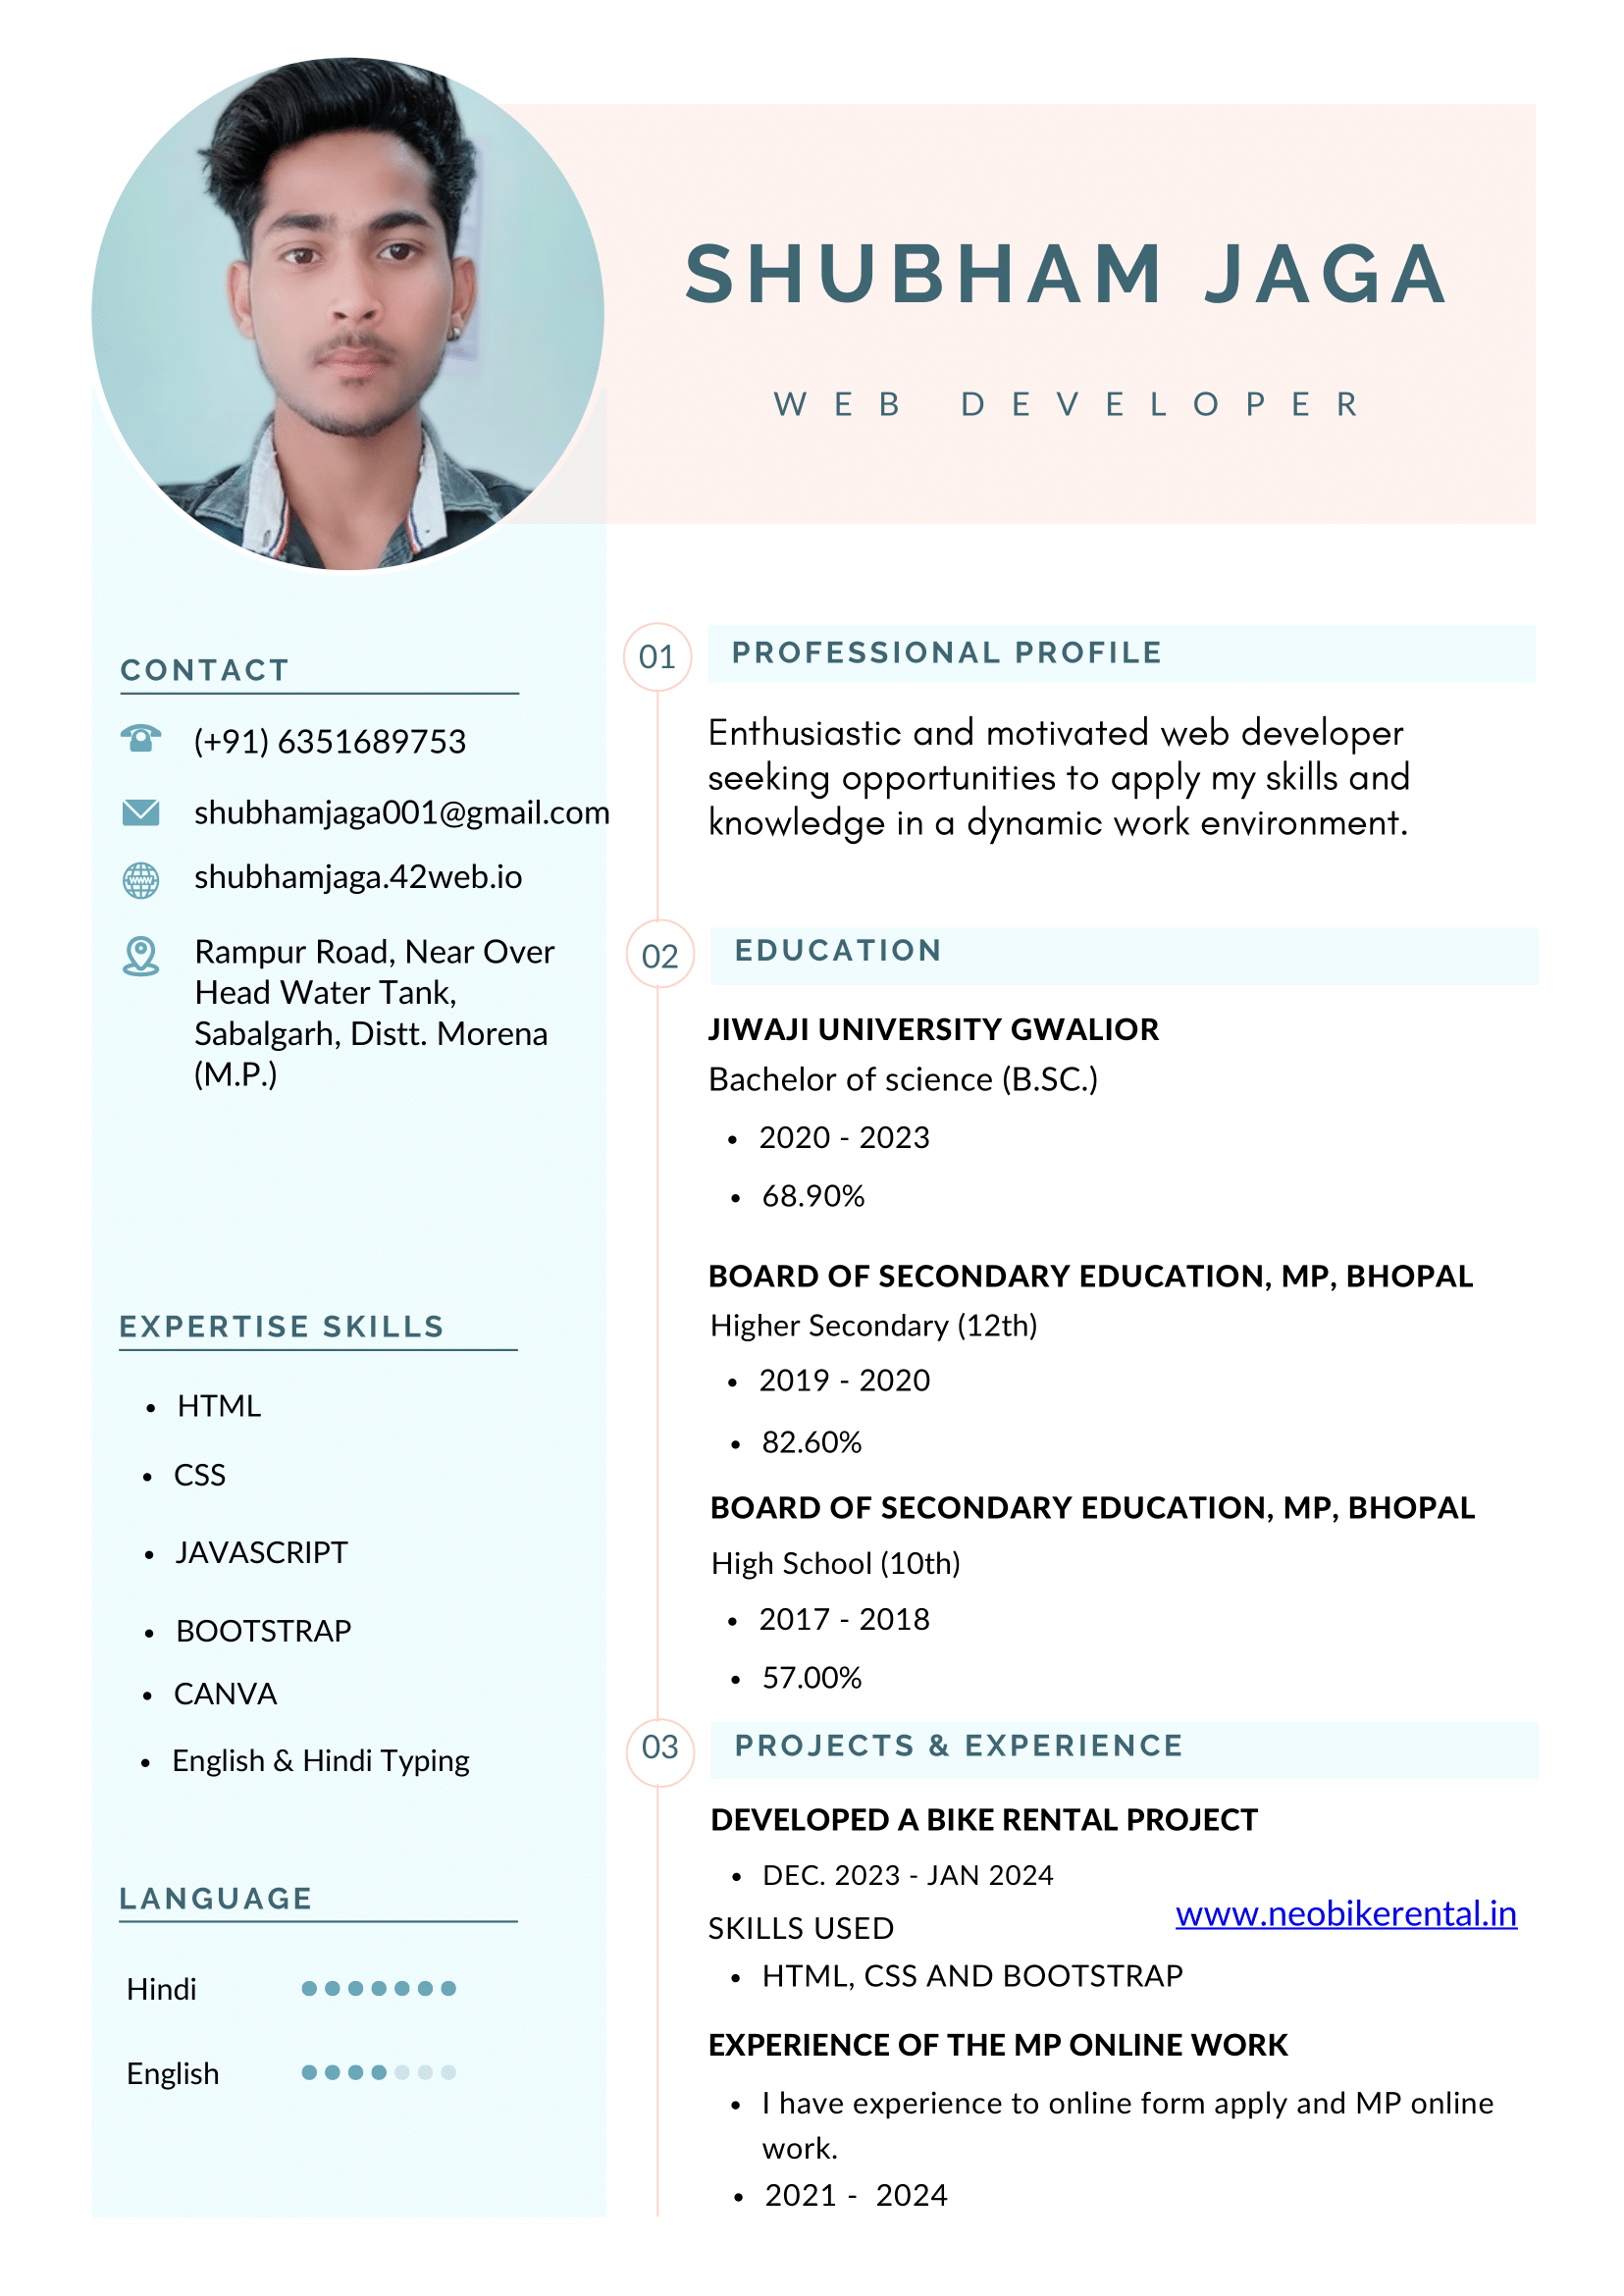 SHUBHAM JAGA
WEB DEVELOPER
CONTACT
(+91) 6351689753
shubhamjaga001@gmail.com
www
shubhamjaga.42web.io
Rampur Road, Near Over
Head Water Tank,
Sabalgarh, Distt. Morena
(M.P.)
EXPERTISE SKILLS
• HTML
• CSS
• JAVASCRIPT
• BOOTSTRAP
• CANVA
• English & Hindi Typing
LANGUAGE
Hindi
English
01
PROFESSIONAL PROFILE
Enthusiastic and motivated web developer
seeking opportunities to apply my skills and
knowledge in a dynamic work environment.
02
EDUCATION
JIWAJI UNIVERSITY GWALIOR
Bachelor of science (B.SC.)
• 2020 - 2023
• 68.90%
BOARD OF SECONDARY EDUCATION, MP, BHOPAL
Higher Secondary (12th)
• 2019 - 2020
• 82.60%
BOARD OF SECONDARY EDUCATION, MP, BHOPAL
High School (10th)
• 2017 - 2018
• 57.00%
03
PROJECTS & EXPERIENCE
DEVELOPED A BIKE RENTAL PROJECT
• DEC. 2023 - JAN 2024
www.neobikerental.in
SKILLS USED
• HTML, CSS AND BOOTSTRAP
EXPERIENCE OF THE MP ONLINE WORK
• I have experience to online form apply and MP online
work.
• 2021 - 2024